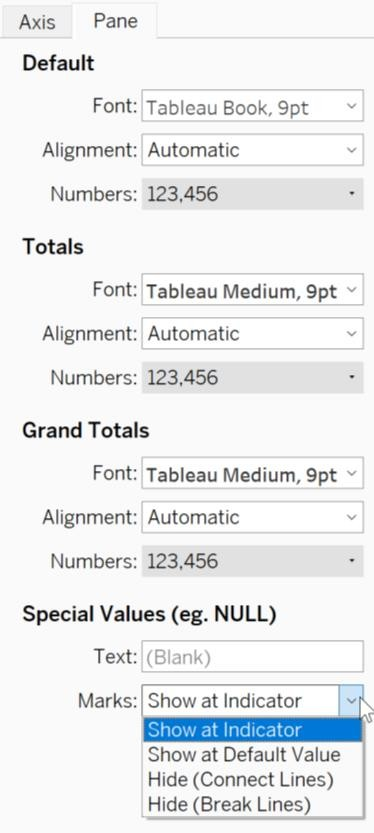 Axis Pane
Default
Font: Tableau Book, 9pt
Alignment: Automatic
Numbers: 123,456
Totals
Font: Tableau Medium, 9pt
Alignment: Automatic
Numbers: 123,456
Grand Totals
Font: Tableau Medium, 9pt
Alignment: Automatic
Numbers: 123,456
Special Values (eg. NULL)
Text: (Blank)
Marks: Show at Indicator
Show at Indicator
Show at Default Value
Hide (Connect Lines)
Hide (Break Lines)